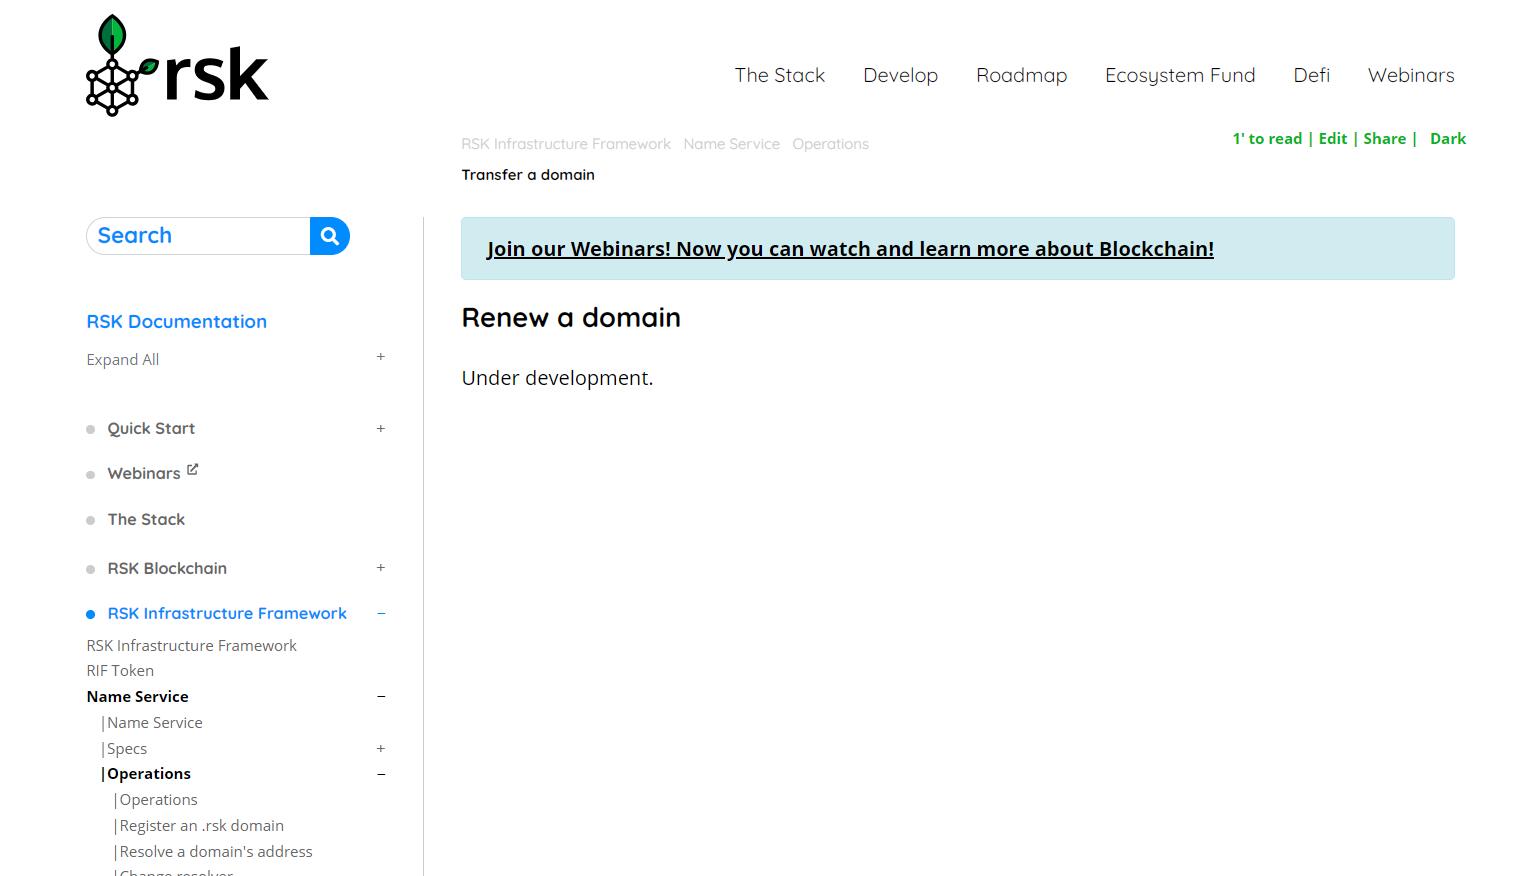 rsk
The Stack Develop Roadmap Ecosystem Fund Defi Webinars
RSK Infrastructure Framework Name Service Operations
1' to read | Edit | Share | Dark
Transfer a domain
Search
Join our Webinars! Now you can watch and learn more about Blockchain!
Renew a domain
Under development.
RSK Documentation
Expand All +
Quick Start +
Webinars
The Stack
RSK Blockchain +
RSK Infrastructure Framework −
RSK Infrastructure Framework
RIF Token
Name Service −
|Name Service
|Specs +
|Operations −
|Operations
|Register an .rsk domain
|Resolve a domain's address
|Change resolver